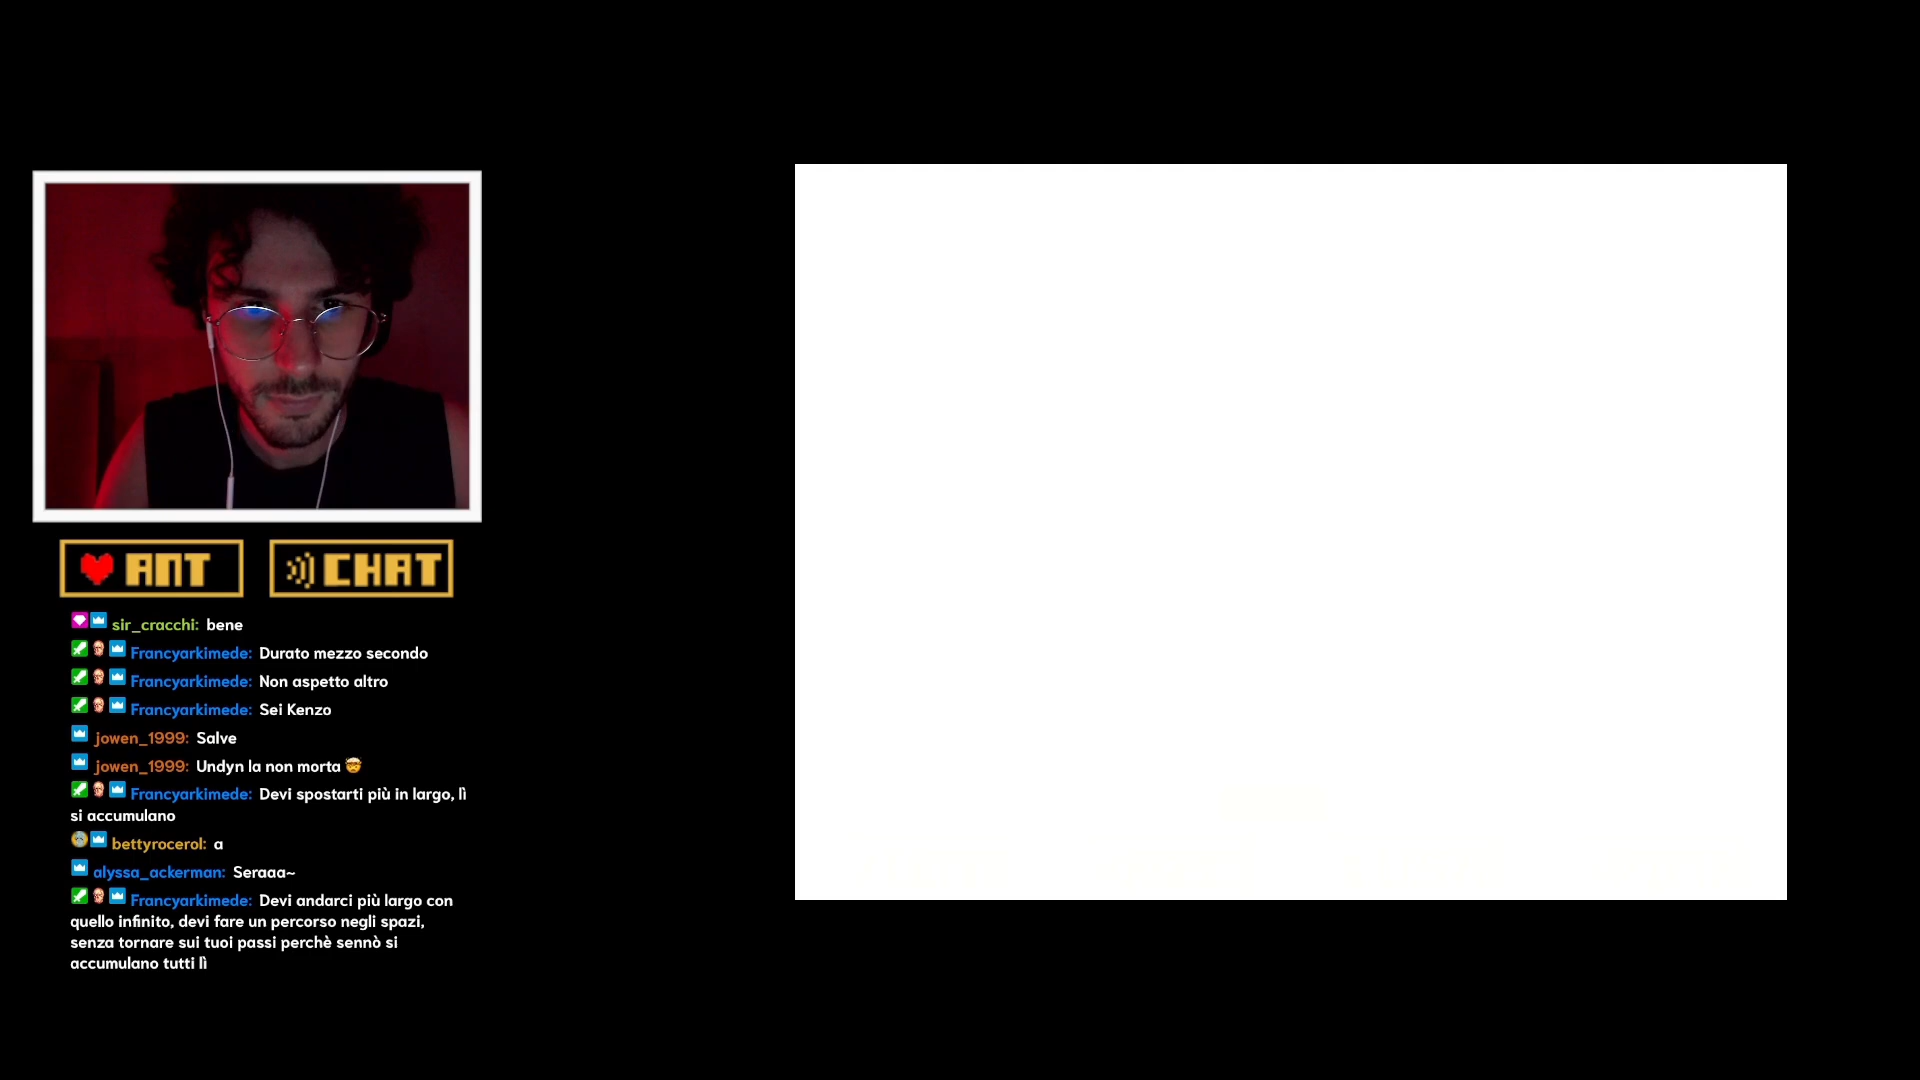 ANT
CHAT
sir_cracchi: bene
Francyarkimede: Durato mezzo secondo
Francyarkimede: Non aspetto altro
Francyarkimede: Sei Kenzo
jowen_1999: Salve
jowen_1999: Undyn la non morta 🤯
Francyarkimede: Devi spostarti più in largo, lì
si accumulano
bettyrocerol: a
alyssa_ackerman: Seraaa~
Francyarkimede: Devi andarci più largo con
quello infinito, devi fare un percorso negli spazi,
senza tornare sui tuoi passi perchè sennò si
accumulano tutti lì